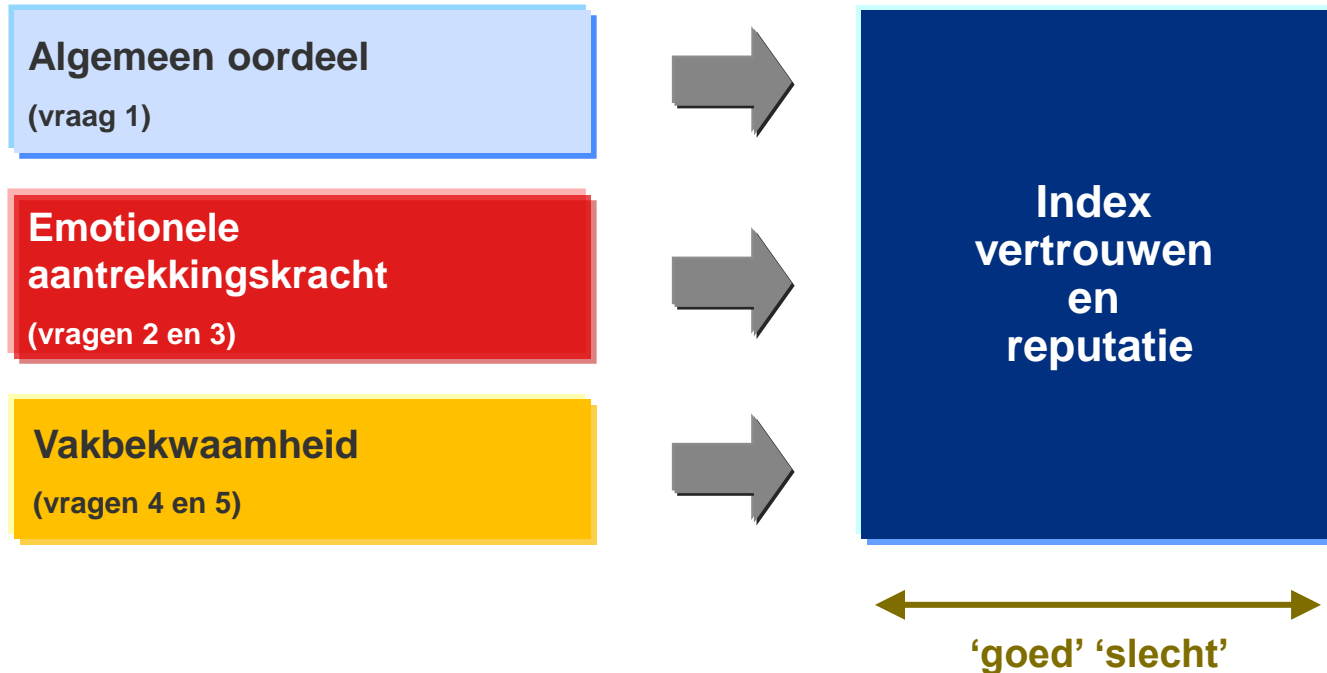 Algemeen oordeel
(vraag 1)
Emotionele
aantrekkingskracht
(vragen 2 en 3)
Vakbekwaamheid
(vragen 4 en 5)
Index
vertrouwen
en
reputatie
‘goed’ ‘slecht’